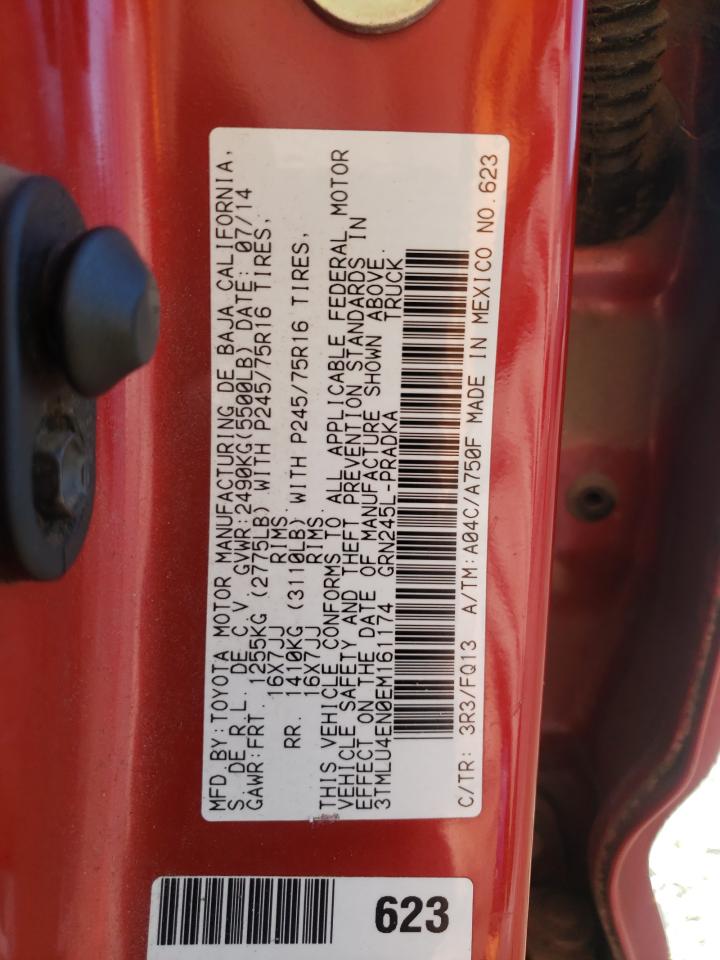 MFD BY: TOYOTA MOTOR MANUFACTURING DE BAJA CALIFORNIA,
S. DE R.L. DE C.V. GVWR:2490KG(5500LB) DATE: 07/14
GAWR:FRT. 1255KG (2775LB) WITH P245/75R16 TIRES,
16X7JJ RIMS
RR. 1410KG (3110LB) WITH P245/75R16 TIRES,
16X7JJ RIMS
THIS VEHICLE CONFORMS TO ALL APPLICABLE FEDERAL MOTOR
VEHICLE SAFETY AND THEFT PREVENTION STANDARDS IN
EFFECT ON THE DATE OF MANUFACTURE SHOWN ABOVE.
3TMLU4EN0EM161174 GRN245L-PRADKA TRUCK
C/TR: 3R3/FQ13 A/TM:A04C/A750F MADE IN MEXICO NO.623
623